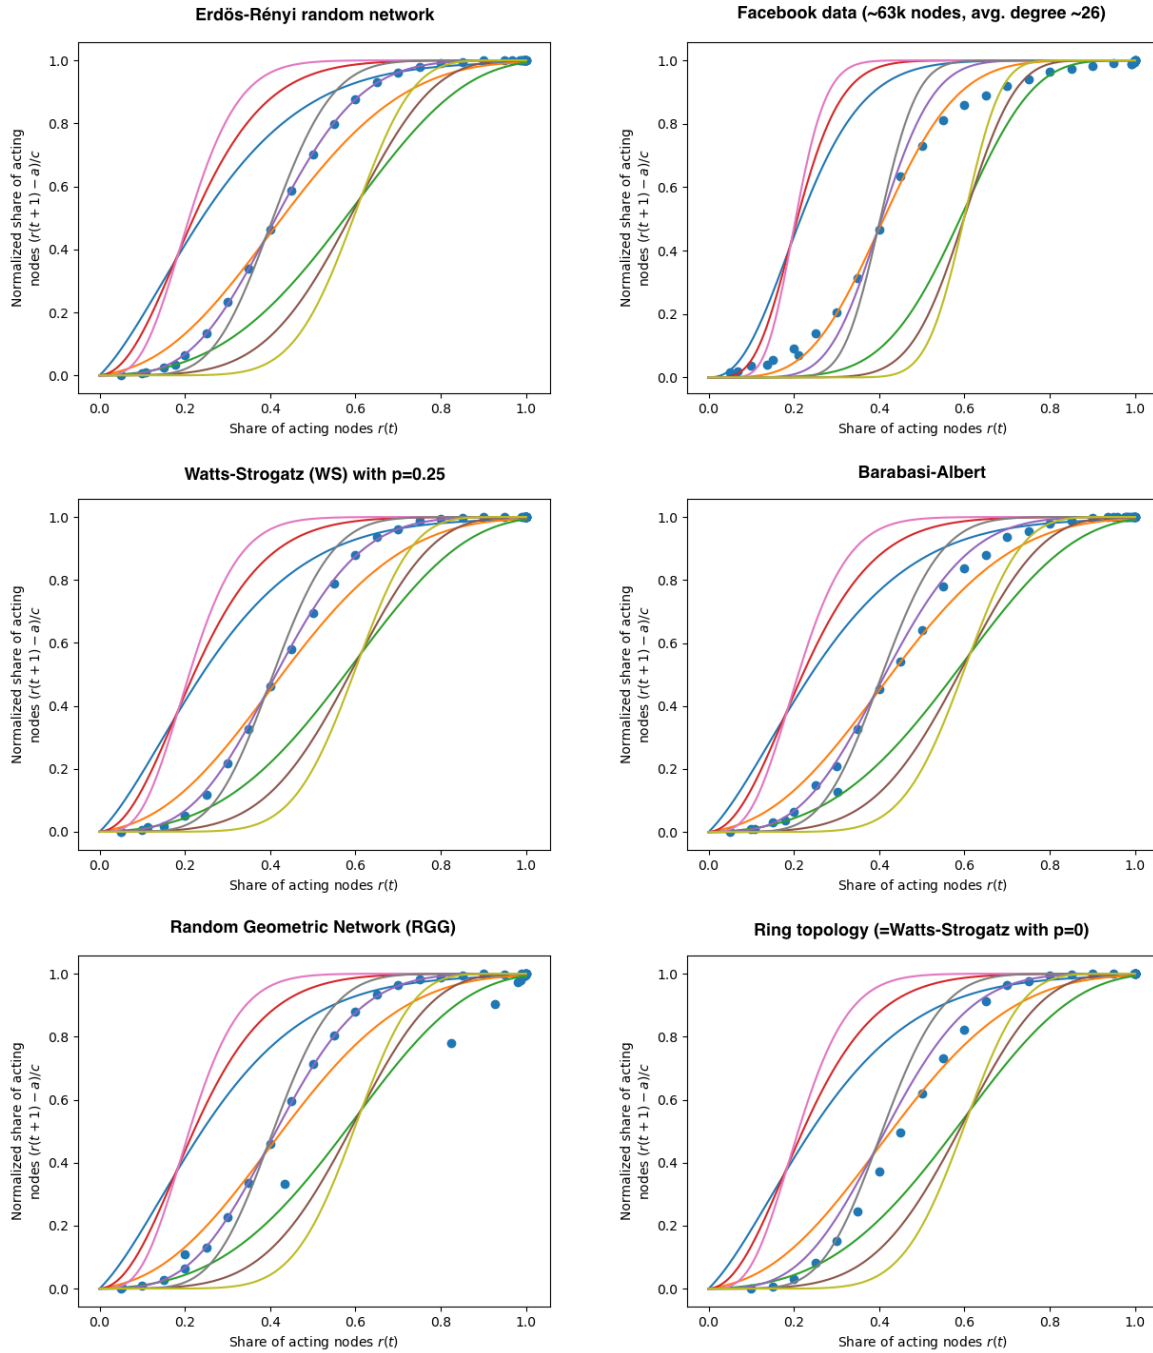 Erdös-Rényi random network
Normalized share of acting
nodes (r(t + 1) − a)/c
1.0
0.8
0.6
0.4
0.2
0.0
0.0 0.2 0.4 0.6 0.8 1.0
Share of acting nodes r(t)
Facebook data (~63k nodes, avg. degree ~26)
Normalized share of acting
nodes (r(t + 1) − a)/c
1.0
0.8
0.6
0.4
0.2
0.0
0.0 0.2 0.4 0.6 0.8 1.0
Share of acting nodes r(t)
Watts-Strogatz (WS) with p=0.25
Normalized share of acting
nodes (r(t + 1) − a)/c
1.0
0.8
0.6
0.4
0.2
0.0
0.0 0.2 0.4 0.6 0.8 1.0
Share of acting nodes r(t)
Barabasi-Albert
Normalized share of acting
nodes (r(t + 1) − a)/c
1.0
0.8
0.6
0.4
0.2
0.0
0.0 0.2 0.4 0.6 0.8 1.0
Share of acting nodes r(t)
Random Geometric Network (RGG)
Normalized share of acting
nodes (r(t + 1) − a)/c
1.0
0.8
0.6
0.4
0.2
0.0
0.0 0.2 0.4 0.6 0.8 1.0
Share of acting nodes r(t)
Ring topology (=Watts-Strogatz with p=0)
Normalized share of acting
nodes (r(t + 1) − a)/c
1.0
0.8
0.6
0.4
0.2
0.0
0.0 0.2 0.4 0.6 0.8 1.0
Share of acting nodes r(t)